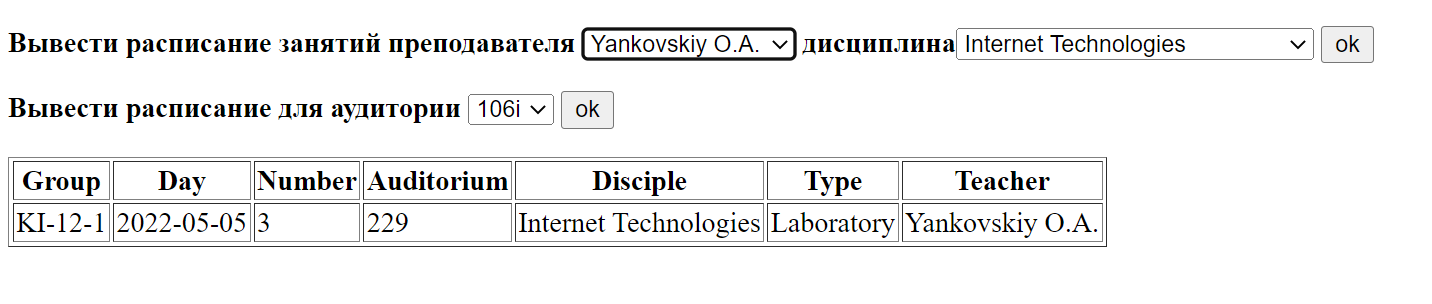 Вывести расписание занятий преподавателя Yankovskiy O.A. дисциплина Internet Technologies ok
Вывести расписание для аудитории 106i ok
Group Day Number Auditorium Disciple Type Teacher
KI-12-1 2022-05-05 3 229 Internet Technologies Laboratory Yankovskiy O.A.